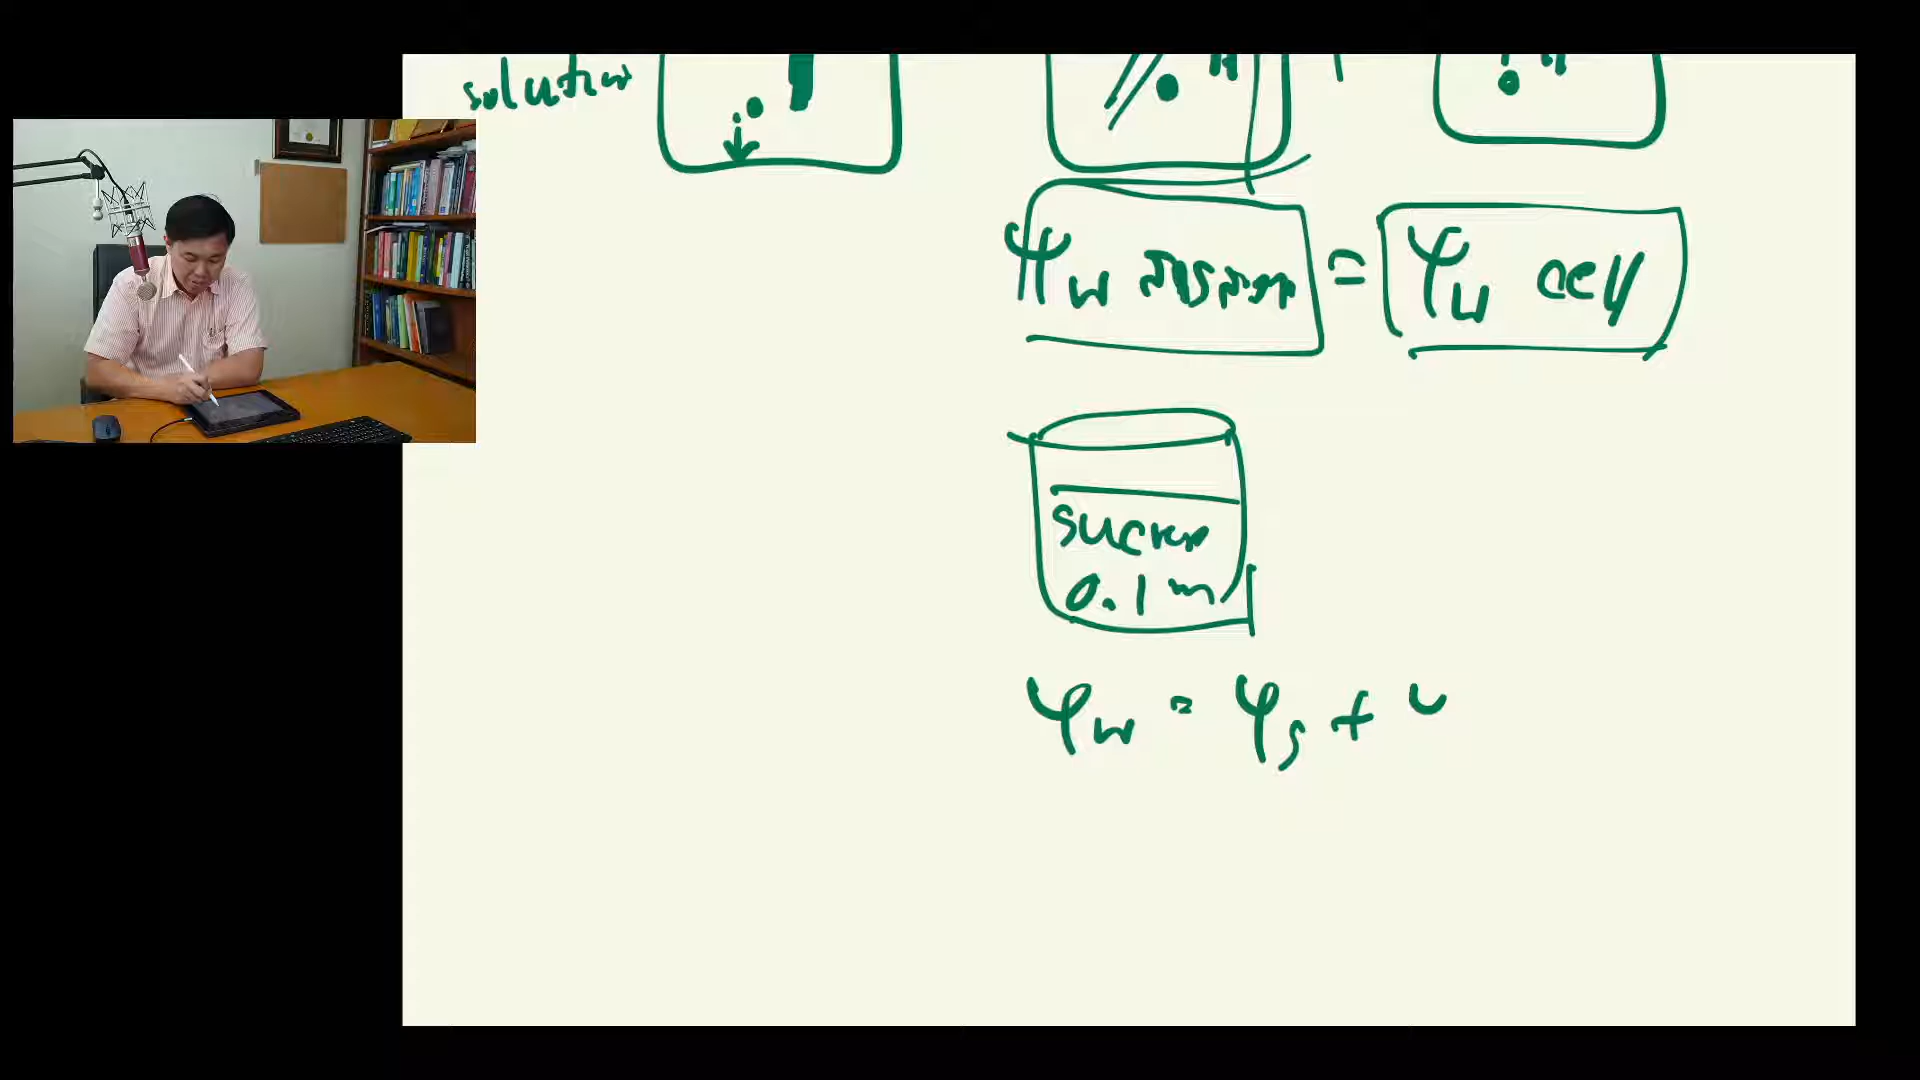 solution
ψw สารละลาย = ψw cell
sucrose
0.1 m
ψw = ψs +